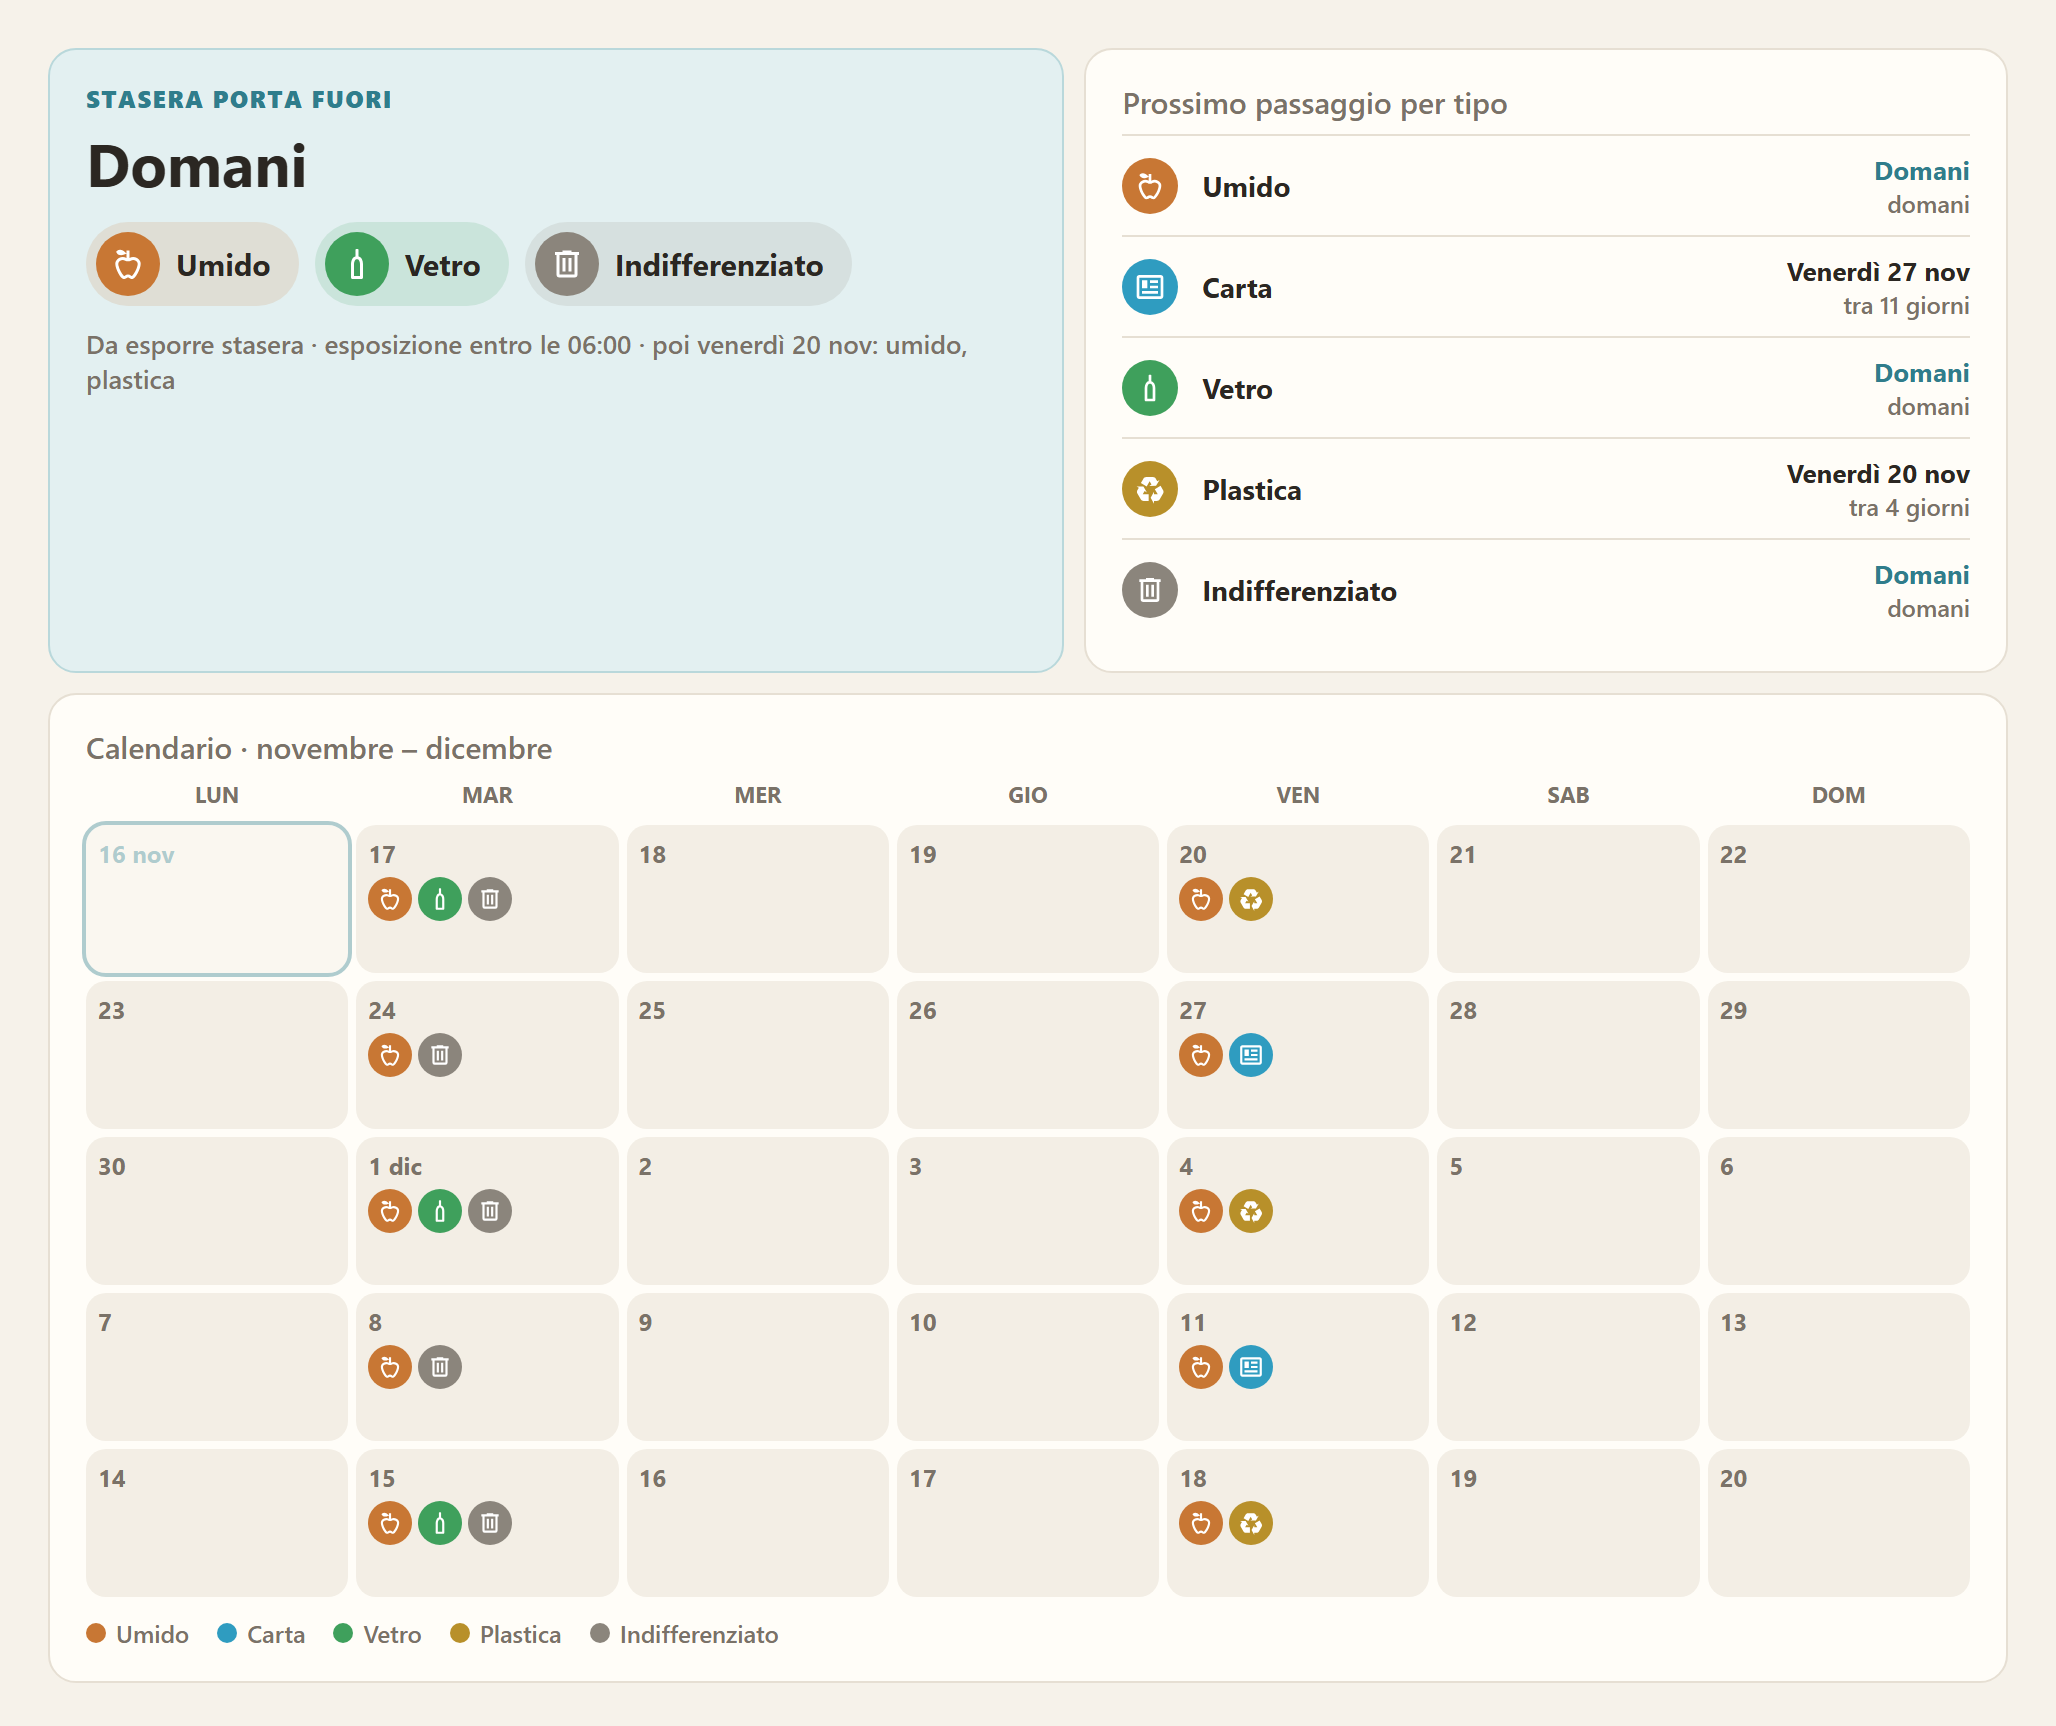 STASERA PORTA FUORI
Domani
Umido
Vetro
Indifferenziato
Da esporre stasera · esposizione entro le 06:00 · poi venerdì 20 nov: umido,
plastica
Prossimo passaggio per tipo
Umido
Domani
domani
Carta
Venerdì 27 nov
tra 11 giorni
Vetro
Domani
domani
Plastica
Venerdì 20 nov
tra 4 giorni
Indifferenziato
Domani
domani
Calendario · novembre – dicembre
LUN MAR MER GIO VEN SAB DOM
16 nov 17 18 19 20 21 22
23 24 25 26 27 28 29
30 1 dic 2 3 4 5 6
7 8 9 10 11 12 13
14 15 16 17 18 19 20
Umido Carta Vetro Plastica Indifferenziato